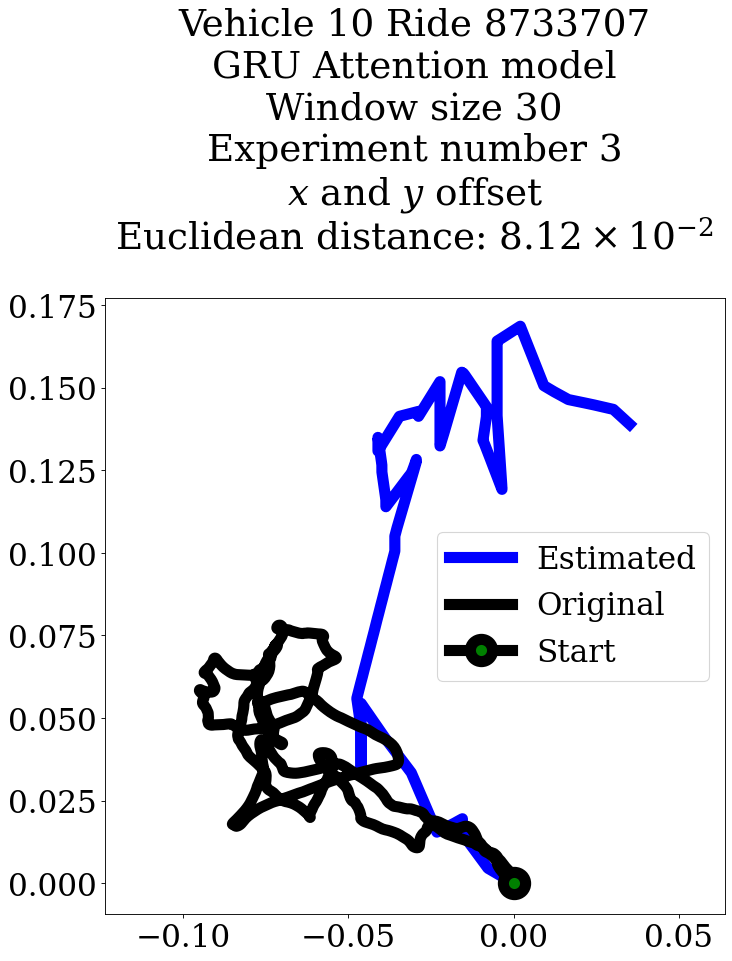 Vehicle 10 Ride 8733707
GRU Attention model
Window size 30
Experiment number 3
x and y offset
Euclidean distance: 8.12 × 10⁻²
0.175
0.150
0.125
0.100
0.075
0.050
0.025
0.000
Estimated
Original
Start
−0.10
−0.05
0.00
0.05